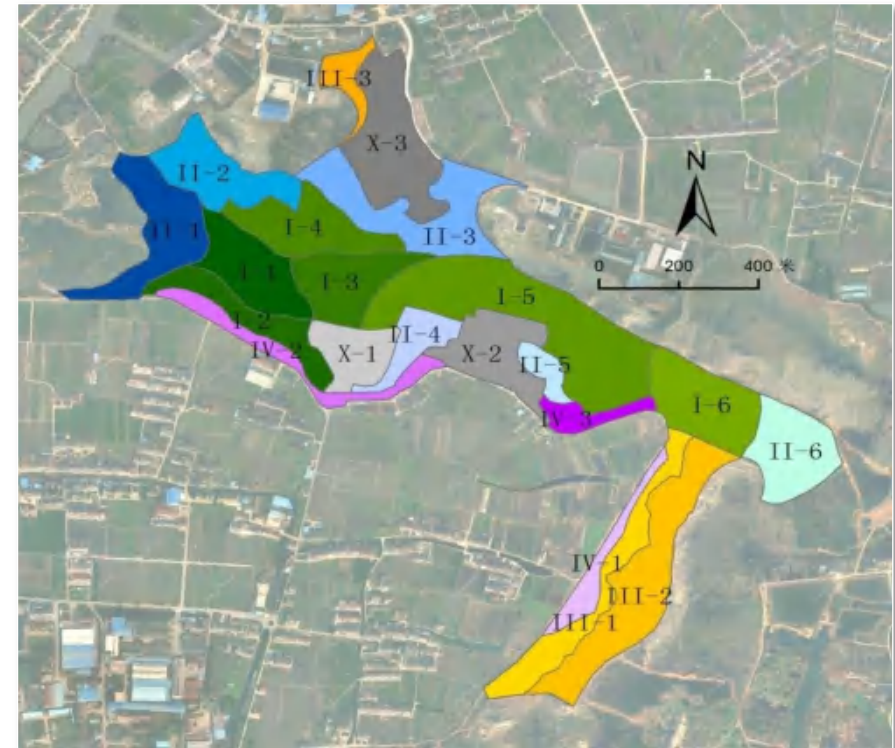 III-3
X-3
N
II-2
II-1
I-4
II-3
I-1
I-3
0 200 400 米
I-5
I-2
II-4
IV-2
X-1
X-2
II-5
I-6
IV-3
II-6
IV-1
III-2
III-1